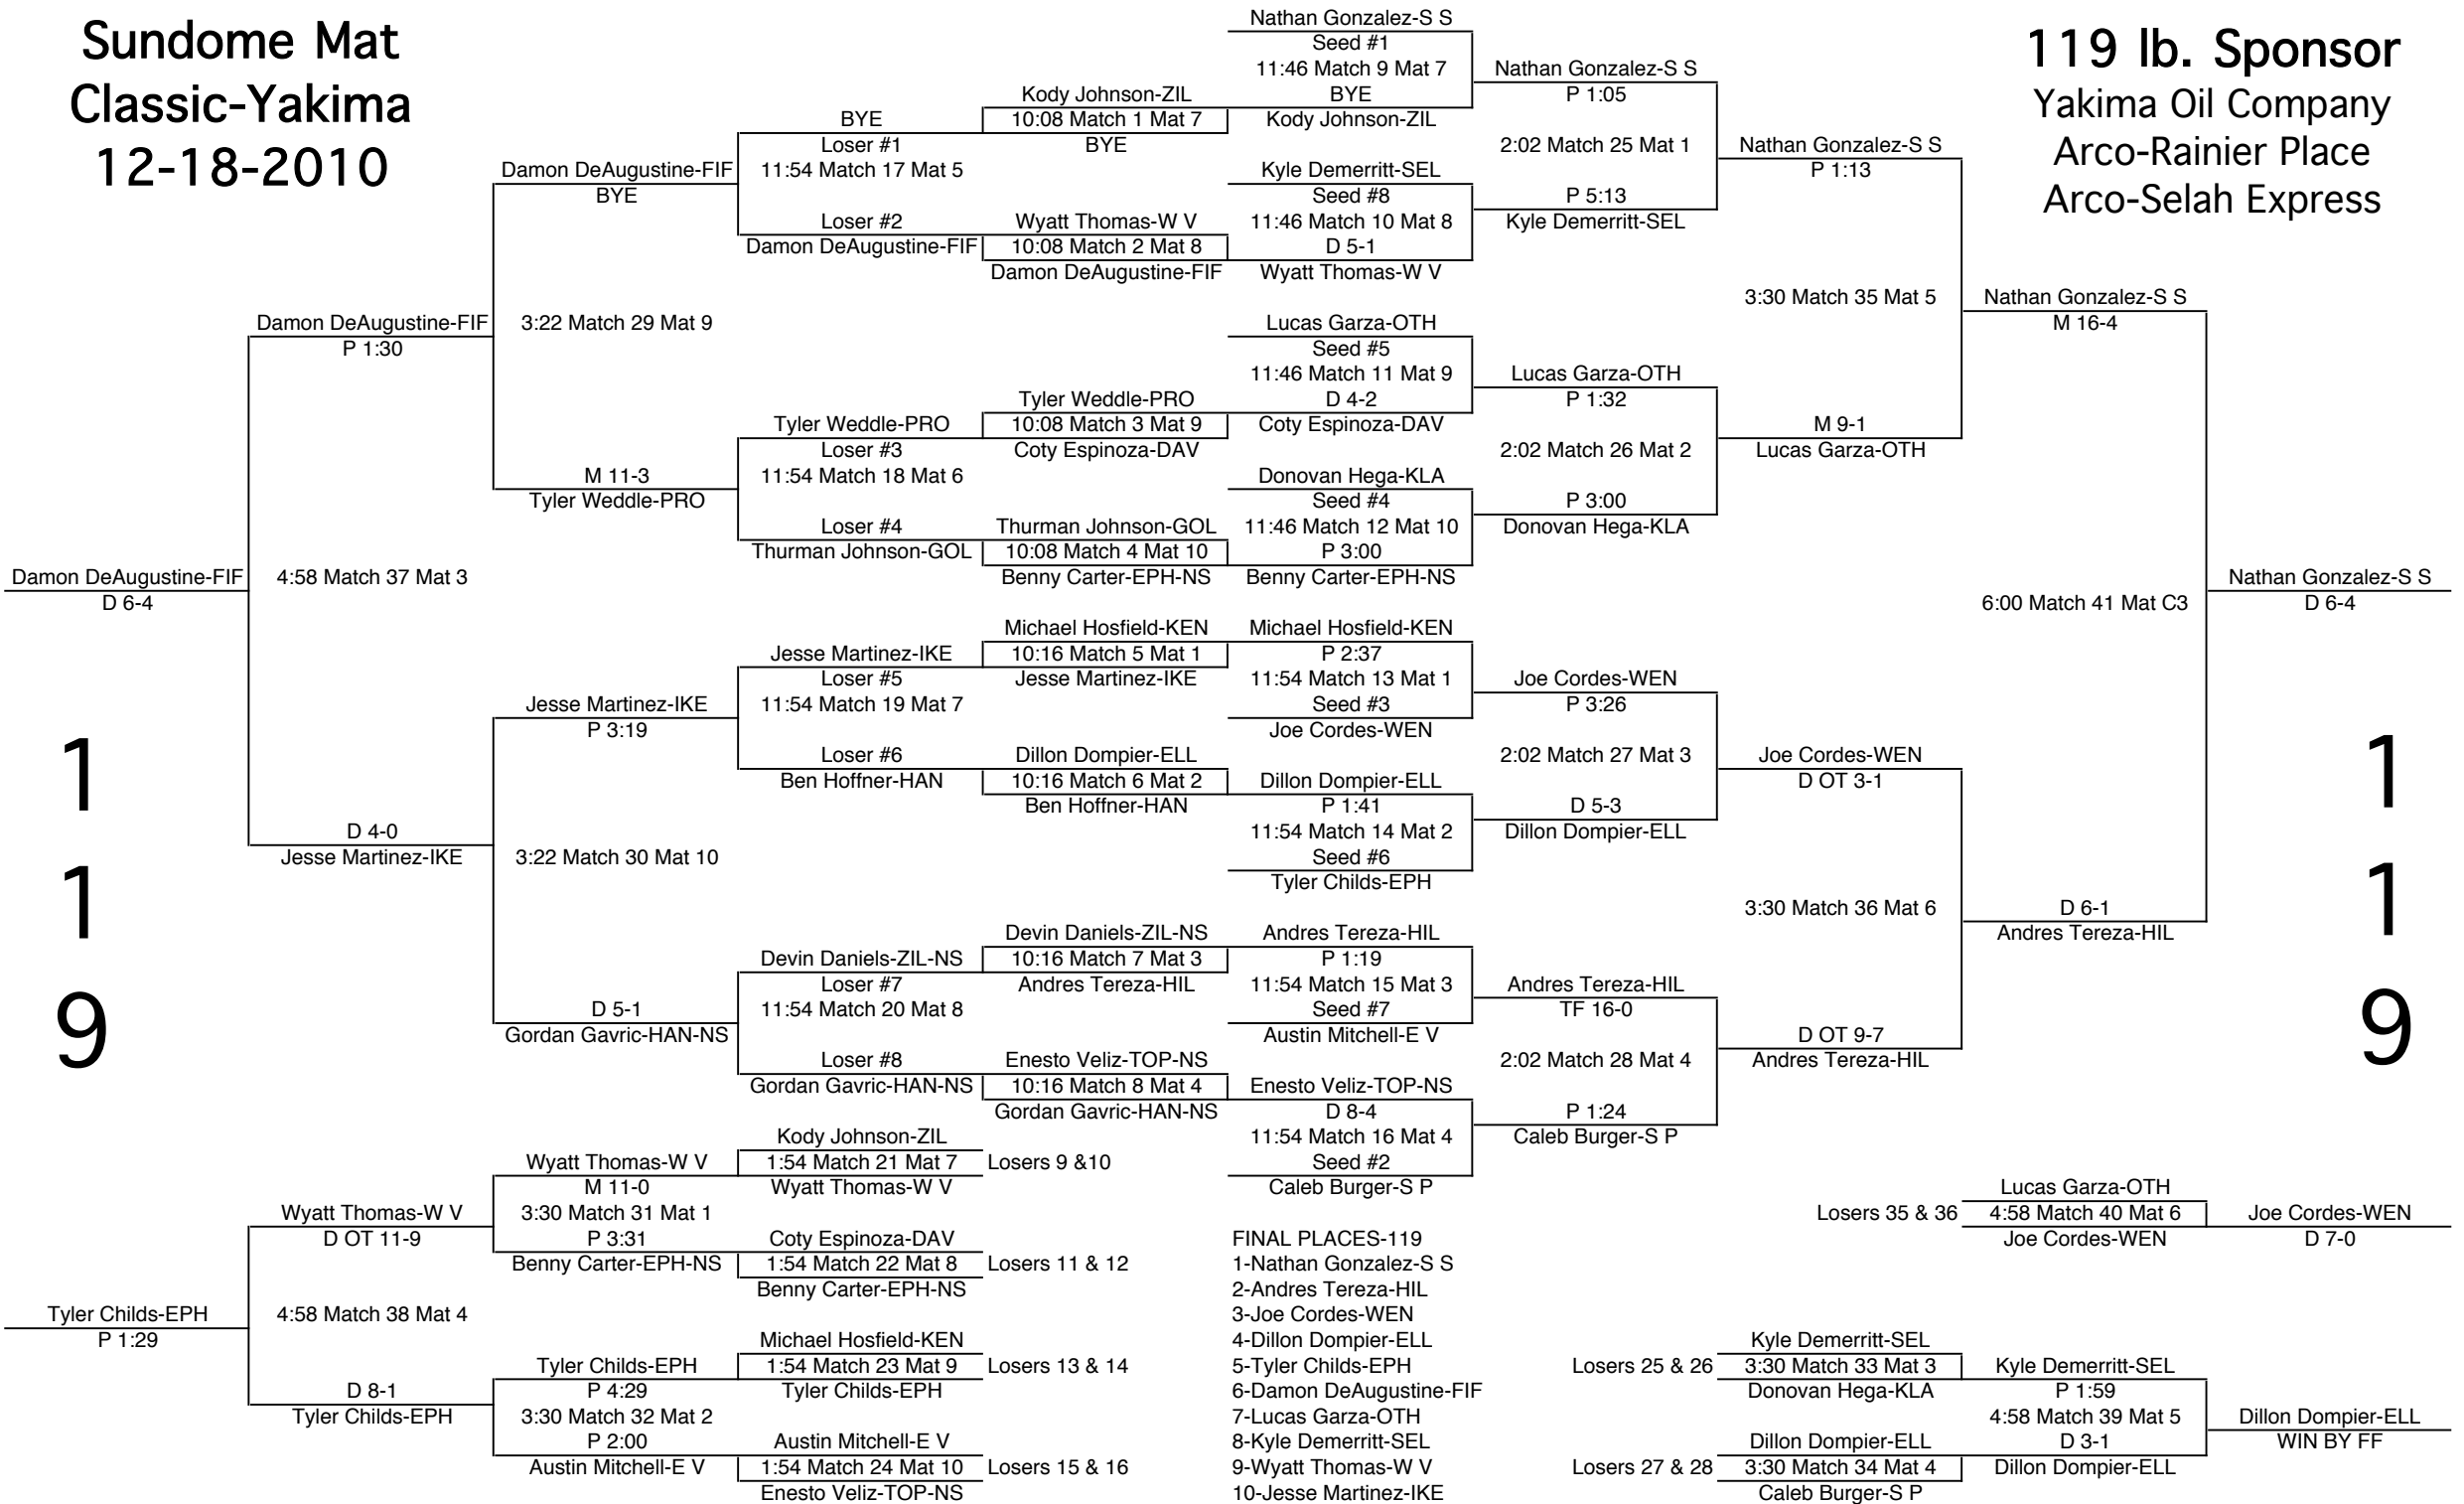 Sundome Mat
Classic-Yakima
12-18-2010
119 lb. Sponsor
Yakima Oil Company
Arco-Rainier Place
Arco-Selah Express
Damon DeAugustine-FIF
D 6-4
Damon DeAugustine-FIF
P 1:30
4:58 Match 37 Mat 3
D 4-0
Jesse Martinez-IKE
Damon DeAugustine-FIF
BYE
3:22 Match 29 Mat 9
M 11-3
Tyler Weddle-PRO
Jesse Martinez-IKE
P 3:19
3:22 Match 30 Mat 10
D 5-1
Gordan Gavric-HAN-NS
BYE
Loser #1
11:54 Match 17 Mat 5
Loser #2
Damon DeAugustine-FIF
Tyler Weddle-PRO
Loser #3
11:54 Match 18 Mat 6
Loser #4
Thurman Johnson-GOL
Jesse Martinez-IKE
Loser #5
11:54 Match 19 Mat 7
Loser #6
Ben Hoffner-HAN
Devin Daniels-ZIL-NS
Loser #7
11:54 Match 20 Mat 8
Loser #8
Gordan Gavric-HAN-NS
Kody Johnson-ZIL
10:08 Match 1 Mat 7
BYE
Wyatt Thomas-W V
10:08 Match 2 Mat 8
Damon DeAugustine-FIF
Tyler Weddle-PRO
10:08 Match 3 Mat 9
Coty Espinoza-DAV
Thurman Johnson-GOL
10:08 Match 4 Mat 10
Benny Carter-EPH-NS
Michael Hosfield-KEN
10:16 Match 5 Mat 1
Jesse Martinez-IKE
Dillon Dompier-ELL
10:16 Match 6 Mat 2
Ben Hoffner-HAN
Devin Daniels-ZIL-NS
10:16 Match 7 Mat 3
Andres Tereza-HIL
Enesto Veliz-TOP-NS
10:16 Match 8 Mat 4
Gordan Gavric-HAN-NS
Nathan Gonzalez-S S
Seed #1
11:46 Match 9 Mat 7
BYE
Kody Johnson-ZIL
Kyle Demerritt-SEL
Seed #8
11:46 Match 10 Mat 8
D 5-1
Wyatt Thomas-W V
Lucas Garza-OTH
Seed #5
11:46 Match 11 Mat 9
D 4-2
Coty Espinoza-DAV
Donovan Hega-KLA
Seed #4
11:46 Match 12 Mat 10
P 3:00
Benny Carter-EPH-NS
Michael Hosfield-KEN
P 2:37
11:54 Match 13 Mat 1
Seed #3
Joe Cordes-WEN
Dillon Dompier-ELL
P 1:41
11:54 Match 14 Mat 2
Seed #6
Tyler Childs-EPH
Andres Tereza-HIL
P 1:19
11:54 Match 15 Mat 3
Seed #7
Austin Mitchell-E V
Enesto Veliz-TOP-NS
D 8-4
11:54 Match 16 Mat 4
Seed #2
Caleb Burger-S P
Nathan Gonzalez-S S
P 1:05
2:02 Match 25 Mat 1
P 5:13
Kyle Demerritt-SEL
Lucas Garza-OTH
P 1:32
2:02 Match 26 Mat 2
P 3:00
Donovan Hega-KLA
Joe Cordes-WEN
P 3:26
2:02 Match 27 Mat 3
D 5-3
Dillon Dompier-ELL
Andres Tereza-HIL
TF 16-0
2:02 Match 28 Mat 4
P 1:24
Caleb Burger-S P
Nathan Gonzalez-S S
P 1:13
3:30 Match 35 Mat 5
M 9-1
Lucas Garza-OTH
Joe Cordes-WEN
D OT 3-1
3:30 Match 36 Mat 6
D OT 9-7
Andres Tereza-HIL
Nathan Gonzalez-S S
M 16-4
6:00 Match 41 Mat C3
D 6-1
Andres Tereza-HIL
Nathan Gonzalez-S S
D 6-4
1
1
9
1
1
9
Tyler Childs-EPH
P 1:29
Wyatt Thomas-W V
D OT 11-9
4:58 Match 38 Mat 4
D 8-1
Tyler Childs-EPH
Wyatt Thomas-W V
M 11-0
3:30 Match 31 Mat 1
P 3:31
Benny Carter-EPH-NS
Tyler Childs-EPH
P 4:29
3:30 Match 32 Mat 2
P 2:00
Austin Mitchell-E V
Kody Johnson-ZIL
1:54 Match 21 Mat 7
Losers 9 &10
Wyatt Thomas-W V
Coty Espinoza-DAV
1:54 Match 22 Mat 8
Losers 11 & 12
Benny Carter-EPH-NS
Michael Hosfield-KEN
1:54 Match 23 Mat 9
Losers 13 & 14
Tyler Childs-EPH
Austin Mitchell-E V
1:54 Match 24 Mat 10
Losers 15 & 16
Enesto Veliz-TOP-NS
FINAL PLACES-119
1-Nathan Gonzalez-S S
2-Andres Tereza-HIL
3-Joe Cordes-WEN
4-Dillon Dompier-ELL
5-Tyler Childs-EPH
6-Damon DeAugustine-FIF
7-Lucas Garza-OTH
8-Kyle Demerritt-SEL
9-Wyatt Thomas-W V
10-Jesse Martinez-IKE
Lucas Garza-OTH
Losers 35 & 36
4:58 Match 40 Mat 6
Joe Cordes-WEN
Joe Cordes-WEN
D 7-0
Kyle Demerritt-SEL
Losers 25 & 26
3:30 Match 33 Mat 3
Donovan Hega-KLA
Dillon Dompier-ELL
Losers 27 & 28
3:30 Match 34 Mat 4
Caleb Burger-S P
Kyle Demerritt-SEL
P 1:59
4:58 Match 39 Mat 5
D 3-1
Dillon Dompier-ELL
Dillon Dompier-ELL
WIN BY FF